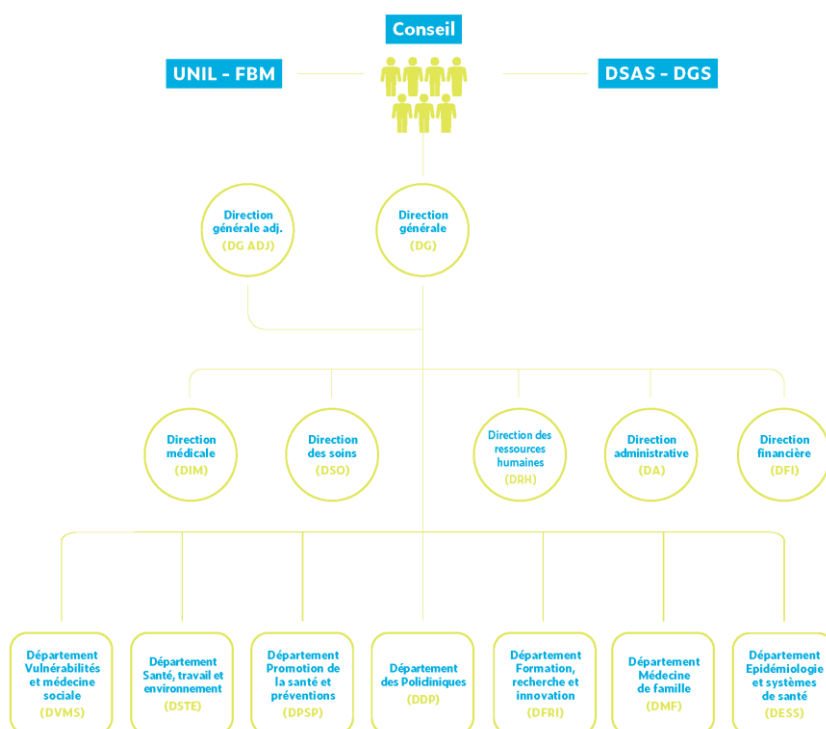 Conseil
UNIL - FBM
DSAS - DGS
Direction
générale adj.
(DG ADJ)
Direction
générale
(DG)
Direction
médicale
(DIM)
Direction
des soins
(DSO)
Direction des
ressources
humaines
(DRH)
Direction
administrative
(DA)
Direction
financière
(DFI)
Département
Vulnérabilités
et médecine
sociale
(DVMS)
Département
Santé, travail et
environnement
(DSTE)
Département
Promotion de
la santé et
préventions
(DPSP)
Département
des Policliniques
(DDP)
Département
Formation,
recherche et
innovation
(DFRI)
Département
Médecine
de famille
(DMF)
Département
Epidémiologie
et systèmes
de santé
(DESS)